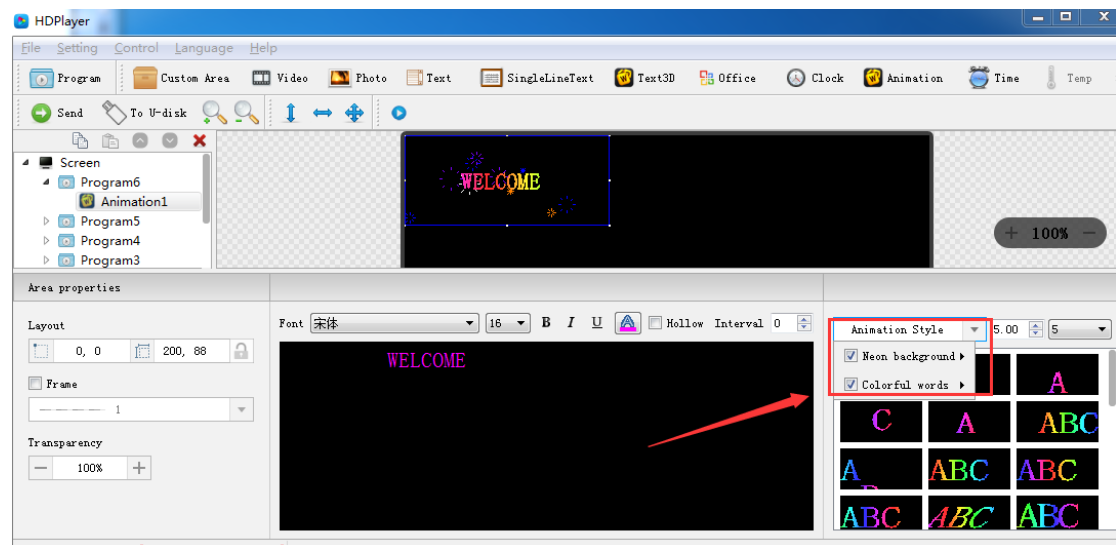 HDPlayer
File Setting Control Language Help
Program Custom Area Video Photo Text SingleLineText Text3D Office Clock Animation Time Temp
Send To U-disk
Screen
Program6
Animation1
Program5
Program4
Program3
WELCOME
100%
Area properties
Layout
0, 0 200, 88
Frame
1
Transparency
100%
Font 宋体 16 B I U A Hollow Interval 0
WELCOME
Animation Style 5.00 5
Neon background
Colorful words
A
C A ABC
A ABC ABC
ABC ABC ABC